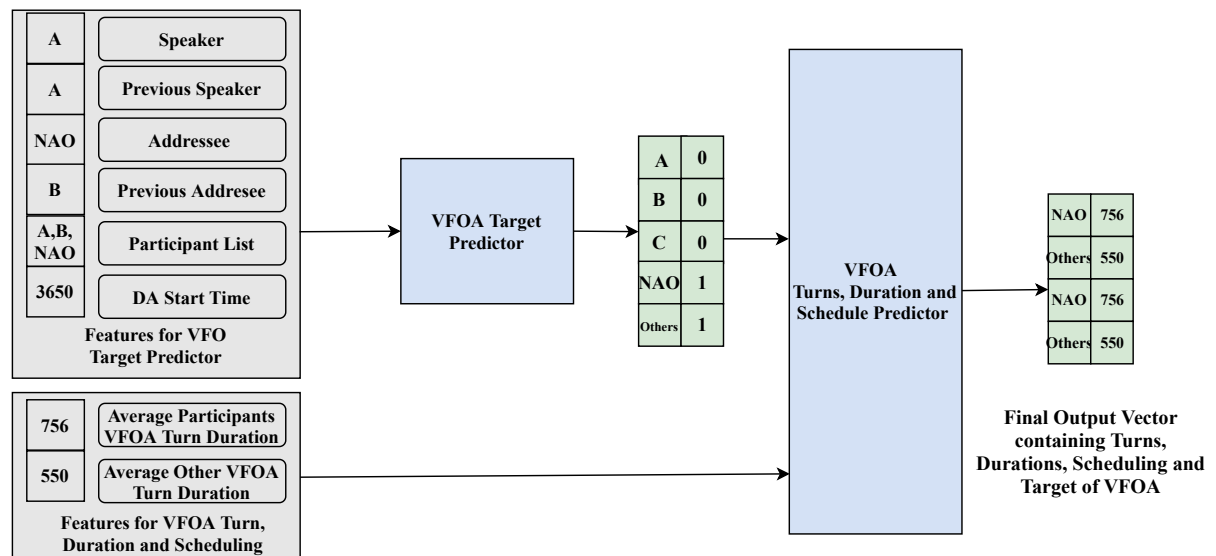 A
Speaker
A
Previous Speaker
NAO
Addressee
B
Previous Addresee
A,B,
NAO
Participant List
3650
DA Start Time
Features for VFO
Target Predictor
756
Average Participants
VFOA Turn Duration
550
Average Other VFOA
Turn Duration
Features for VFOA Turn,
Duration and Scheduling
VFOA Target
Predictor
A 0
B 0
C 0
NAO 1
Others 1
VFOA
Turns, Duration and
Schedule Predictor
NAO 756
Others 550
NAO 756
Others 550
Final Output Vector
containing Turns,
Durations, Scheduling and
Target of VFOA